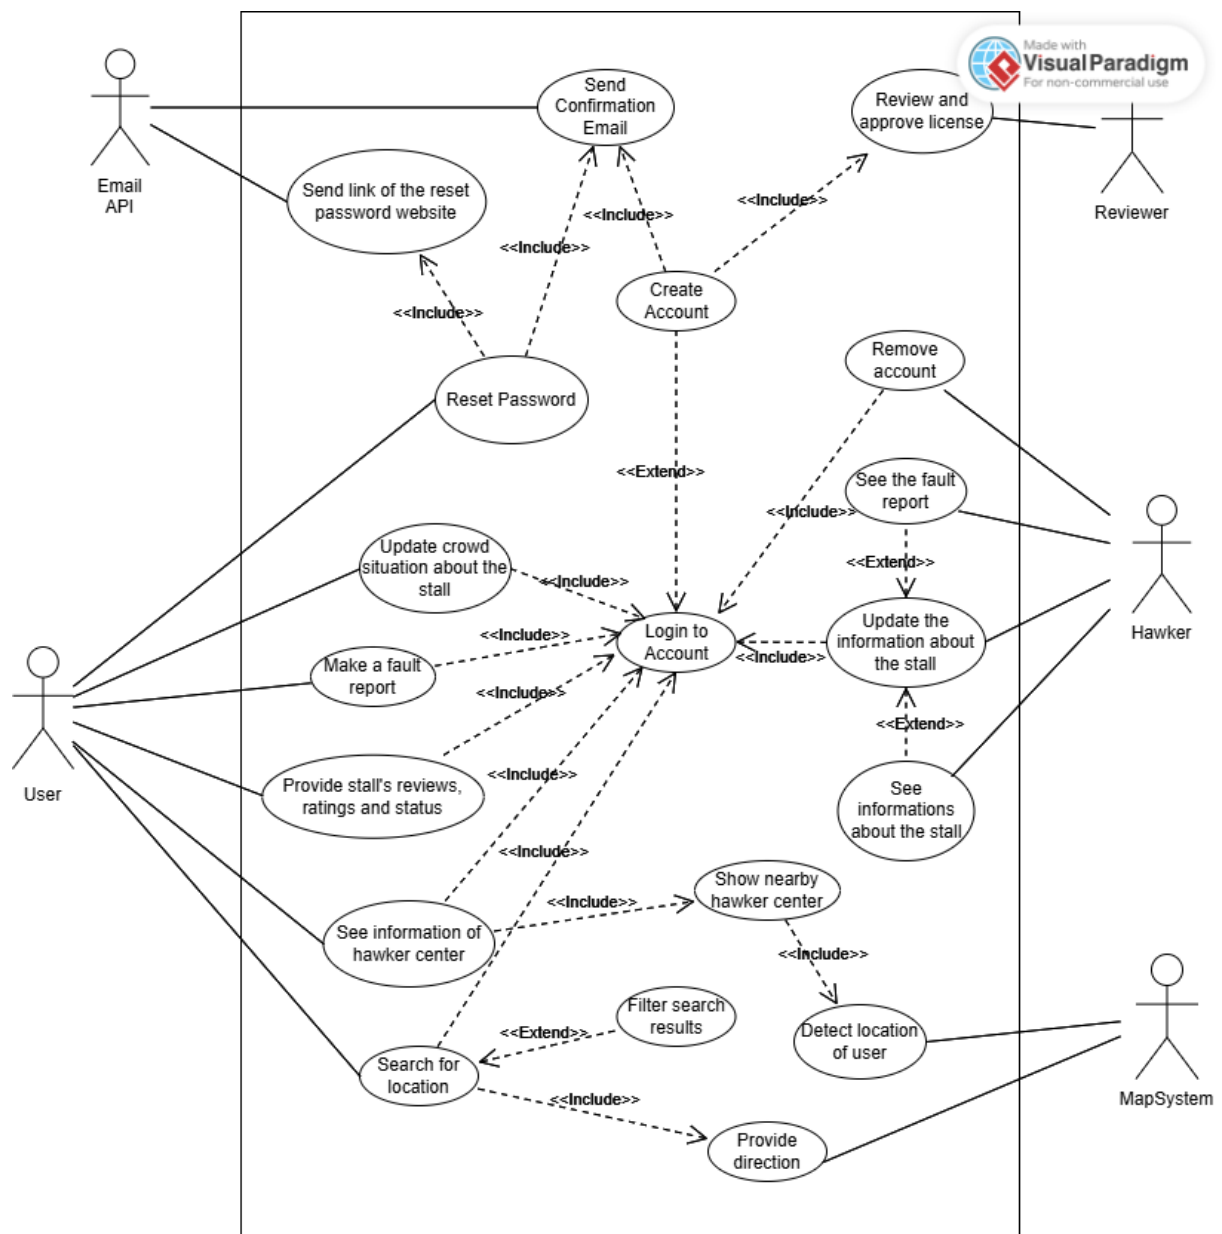 Made with
Visual Paradigm
For non-commercial use
Send
Confirmation
Email
Review and
approve license
Email
API
Send link of the reset
password website
<<Include>>
<<Include>>
Reviewer
<<Include>>
Create
Account
<<Include>>
Remove
account
Reset Password
<<Extend>>
See the fault
report
<<Include>>
Update crowd
situation about the
stall
<<Include>>
<<Extend>>
Hawker
Login to
Account
Update the
information about
the stall
<<Include>>
<<Include>>
Make a fault
report
<<Include>>
<<Extend>>
User
Provide stall's reviews,
ratings and status
<<Include>>
See
informations
about the stall
<<Include>>
Show nearby
hawker center
<<Include>>
See information of
hawker center
<<Include>>
Filter search
results
<<Extend>>
Detect location
of user
Search for
location
<<Include>>
MapSystem
Provide
direction